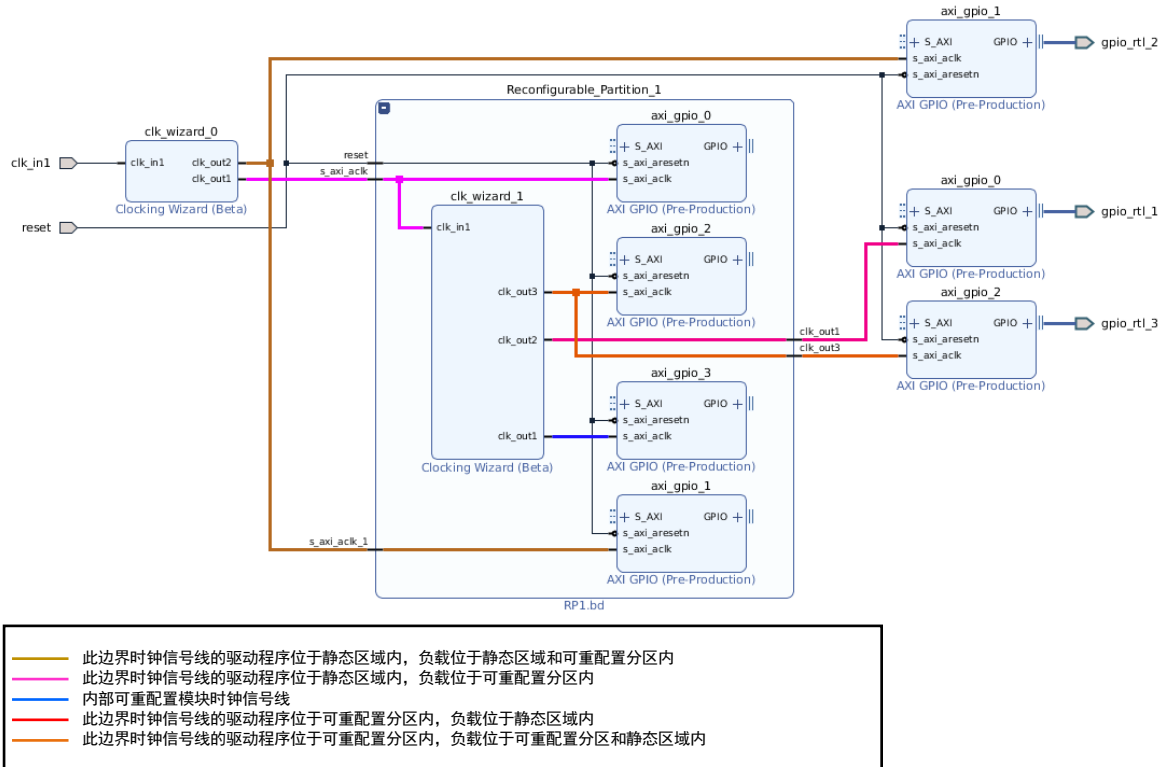 axi_gpio_1
S_AXI GPIO
s_axi_aclk
s_axi_aresetn
AXI GPIO (Pre-Production)
gpio_rtl_2
Reconfigurable_Partition_1
clk_wizard_0
clk_in1
clk_in1 clk_out2
clk_out1
Clocking Wizard (Beta)
reset
reset
s_axi_aclk
axi_gpio_0
S_AXI GPIO
s_axi_aresetn
s_axi_aclk
AXI GPIO (Pre-Production)
clk_wizard_1
clk_in1
clk_out3
clk_out2
clk_out1
Clocking Wizard (Beta)
axi_gpio_2
S_AXI GPIO
s_axi_aresetn
s_axi_aclk
AXI GPIO (Pre-Production)
axi_gpio_0
S_AXI GPIO
s_axi_aresetn
s_axi_aclk
AXI GPIO (Pre-Production)
gpio_rtl_1
axi_gpio_2
S_AXI GPIO
s_axi_aresetn
s_axi_aclk
AXI GPIO (Pre-Production)
gpio_rtl_3
clk_out1
clk_out3
axi_gpio_3
S_AXI GPIO
s_axi_aresetn
s_axi_aclk
AXI GPIO (Pre-Production)
axi_gpio_1
S_AXI GPIO
s_axi_aresetn
s_axi_aclk
AXI GPIO (Pre-Production)
s_axi_aclk_1
RP1.bd
此边界时钟信号线的驱动程序位于静态区域内，负载位于静态区域和可重配置分区内
此边界时钟信号线的驱动程序位于静态区域内，负载位于可重配置分区内
内部可重配置模块时钟信号线
此边界时钟信号线的驱动程序位于可重配置分区内，负载位于静态区域内
此边界时钟信号线的驱动程序位于可重配置分区内，负载位于可重配置分区和静态区域内